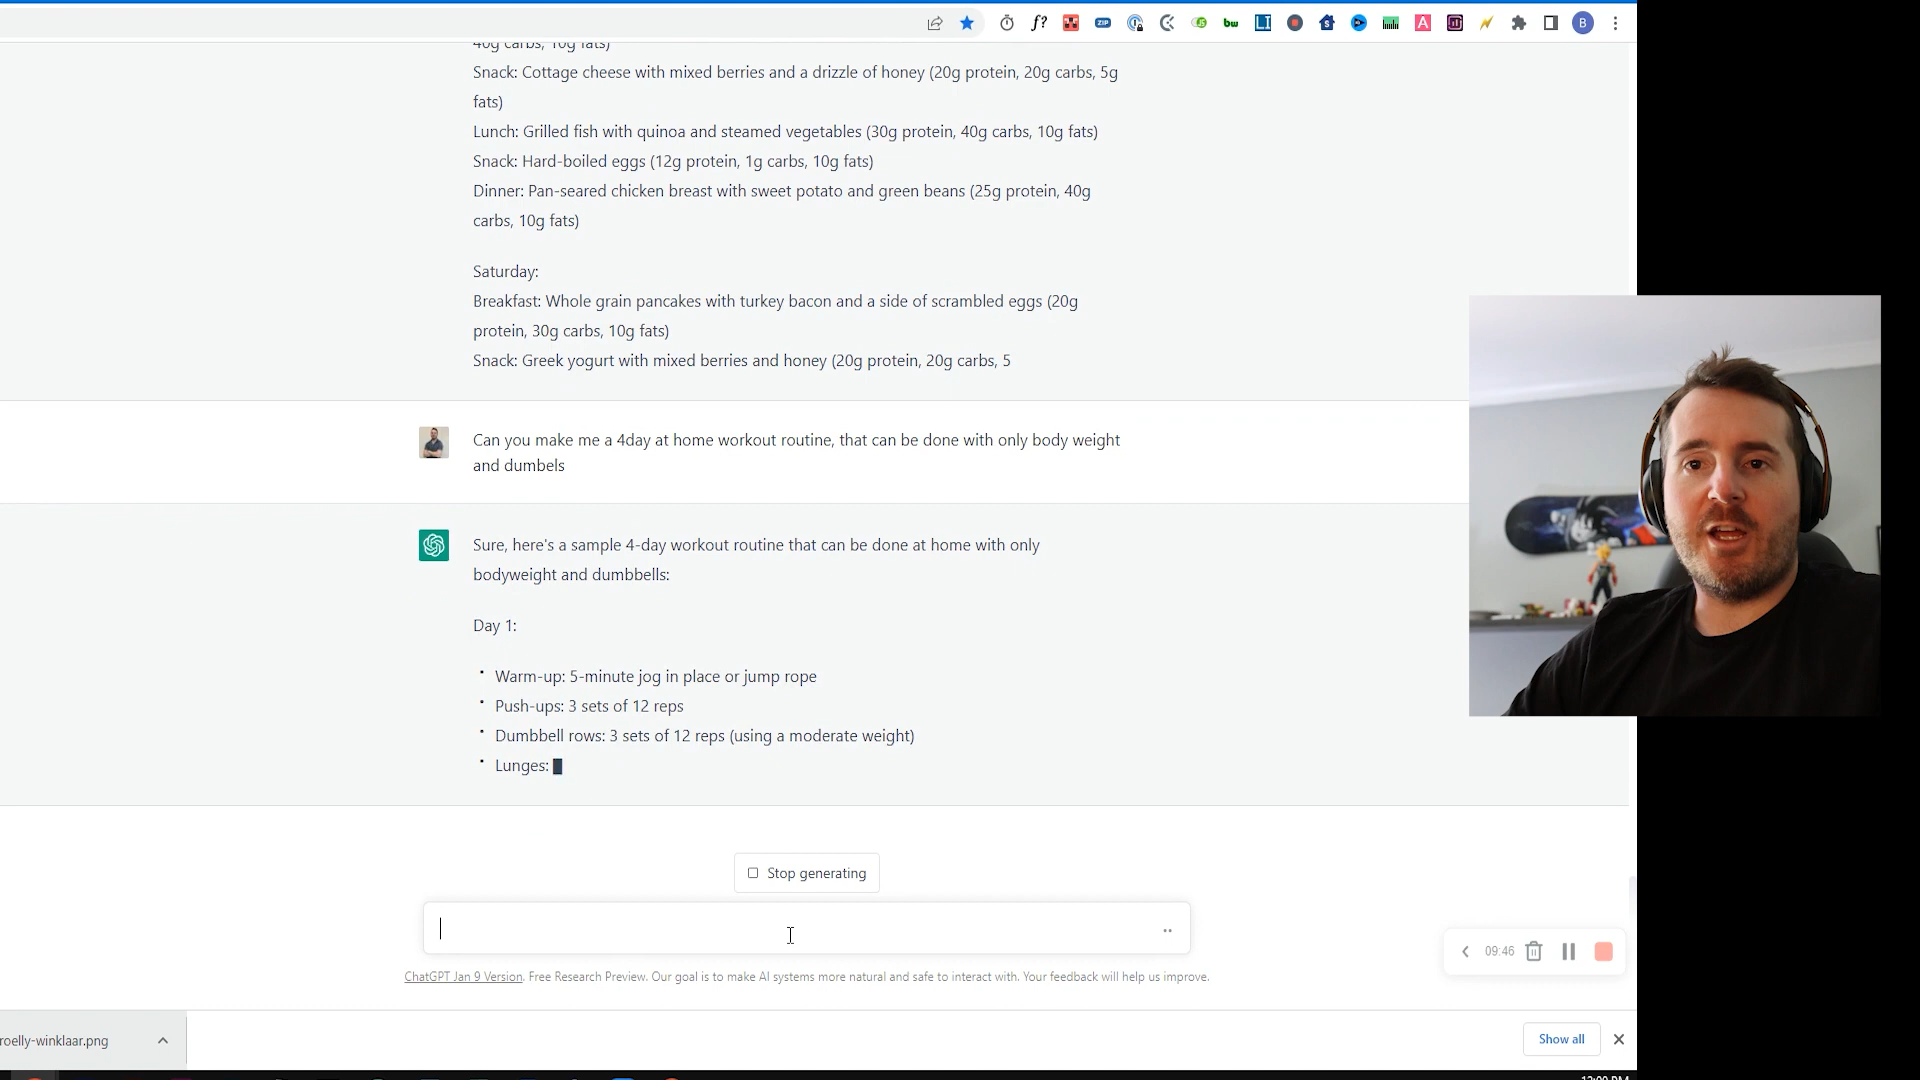 40g carbs, 10g fats)
Snack: Cottage cheese with mixed berries and a drizzle of honey (20g protein, 20g carbs, 5g
fats)
Lunch: Grilled fish with quinoa and steamed vegetables (30g protein, 40g carbs, 10g fats)
Snack: Hard-boiled eggs (12g protein, 1g carbs, 10g fats)
Dinner: Pan-seared chicken breast with sweet potato and green beans (25g protein, 40g
carbs, 10g fats)
Saturday:
Breakfast: Whole grain pancakes with turkey bacon and a side of scrambled eggs (20g
protein, 30g carbs, 10g fats)
Snack: Greek yogurt with mixed berries and honey (20g protein, 20g carbs, 5
Can you make me a 4day at home workout routine, that can be done with only body weight
and dumbels
Sure, here's a sample 4-day workout routine that can be done at home with only
bodyweight and dumbbells:
Day 1:
• Warm-up: 5-minute jog in place or jump rope
• Push-ups: 3 sets of 12 reps
• Dumbbell rows: 3 sets of 12 reps (using a moderate weight)
• Lunges:
Stop generating
09:46
ChatGPT Jan 9 Version. Free Research Preview. Our goal is to make AI systems more natural and safe to interact with. Your feedback will help us improve.
roelly-winklaar.png
Show all